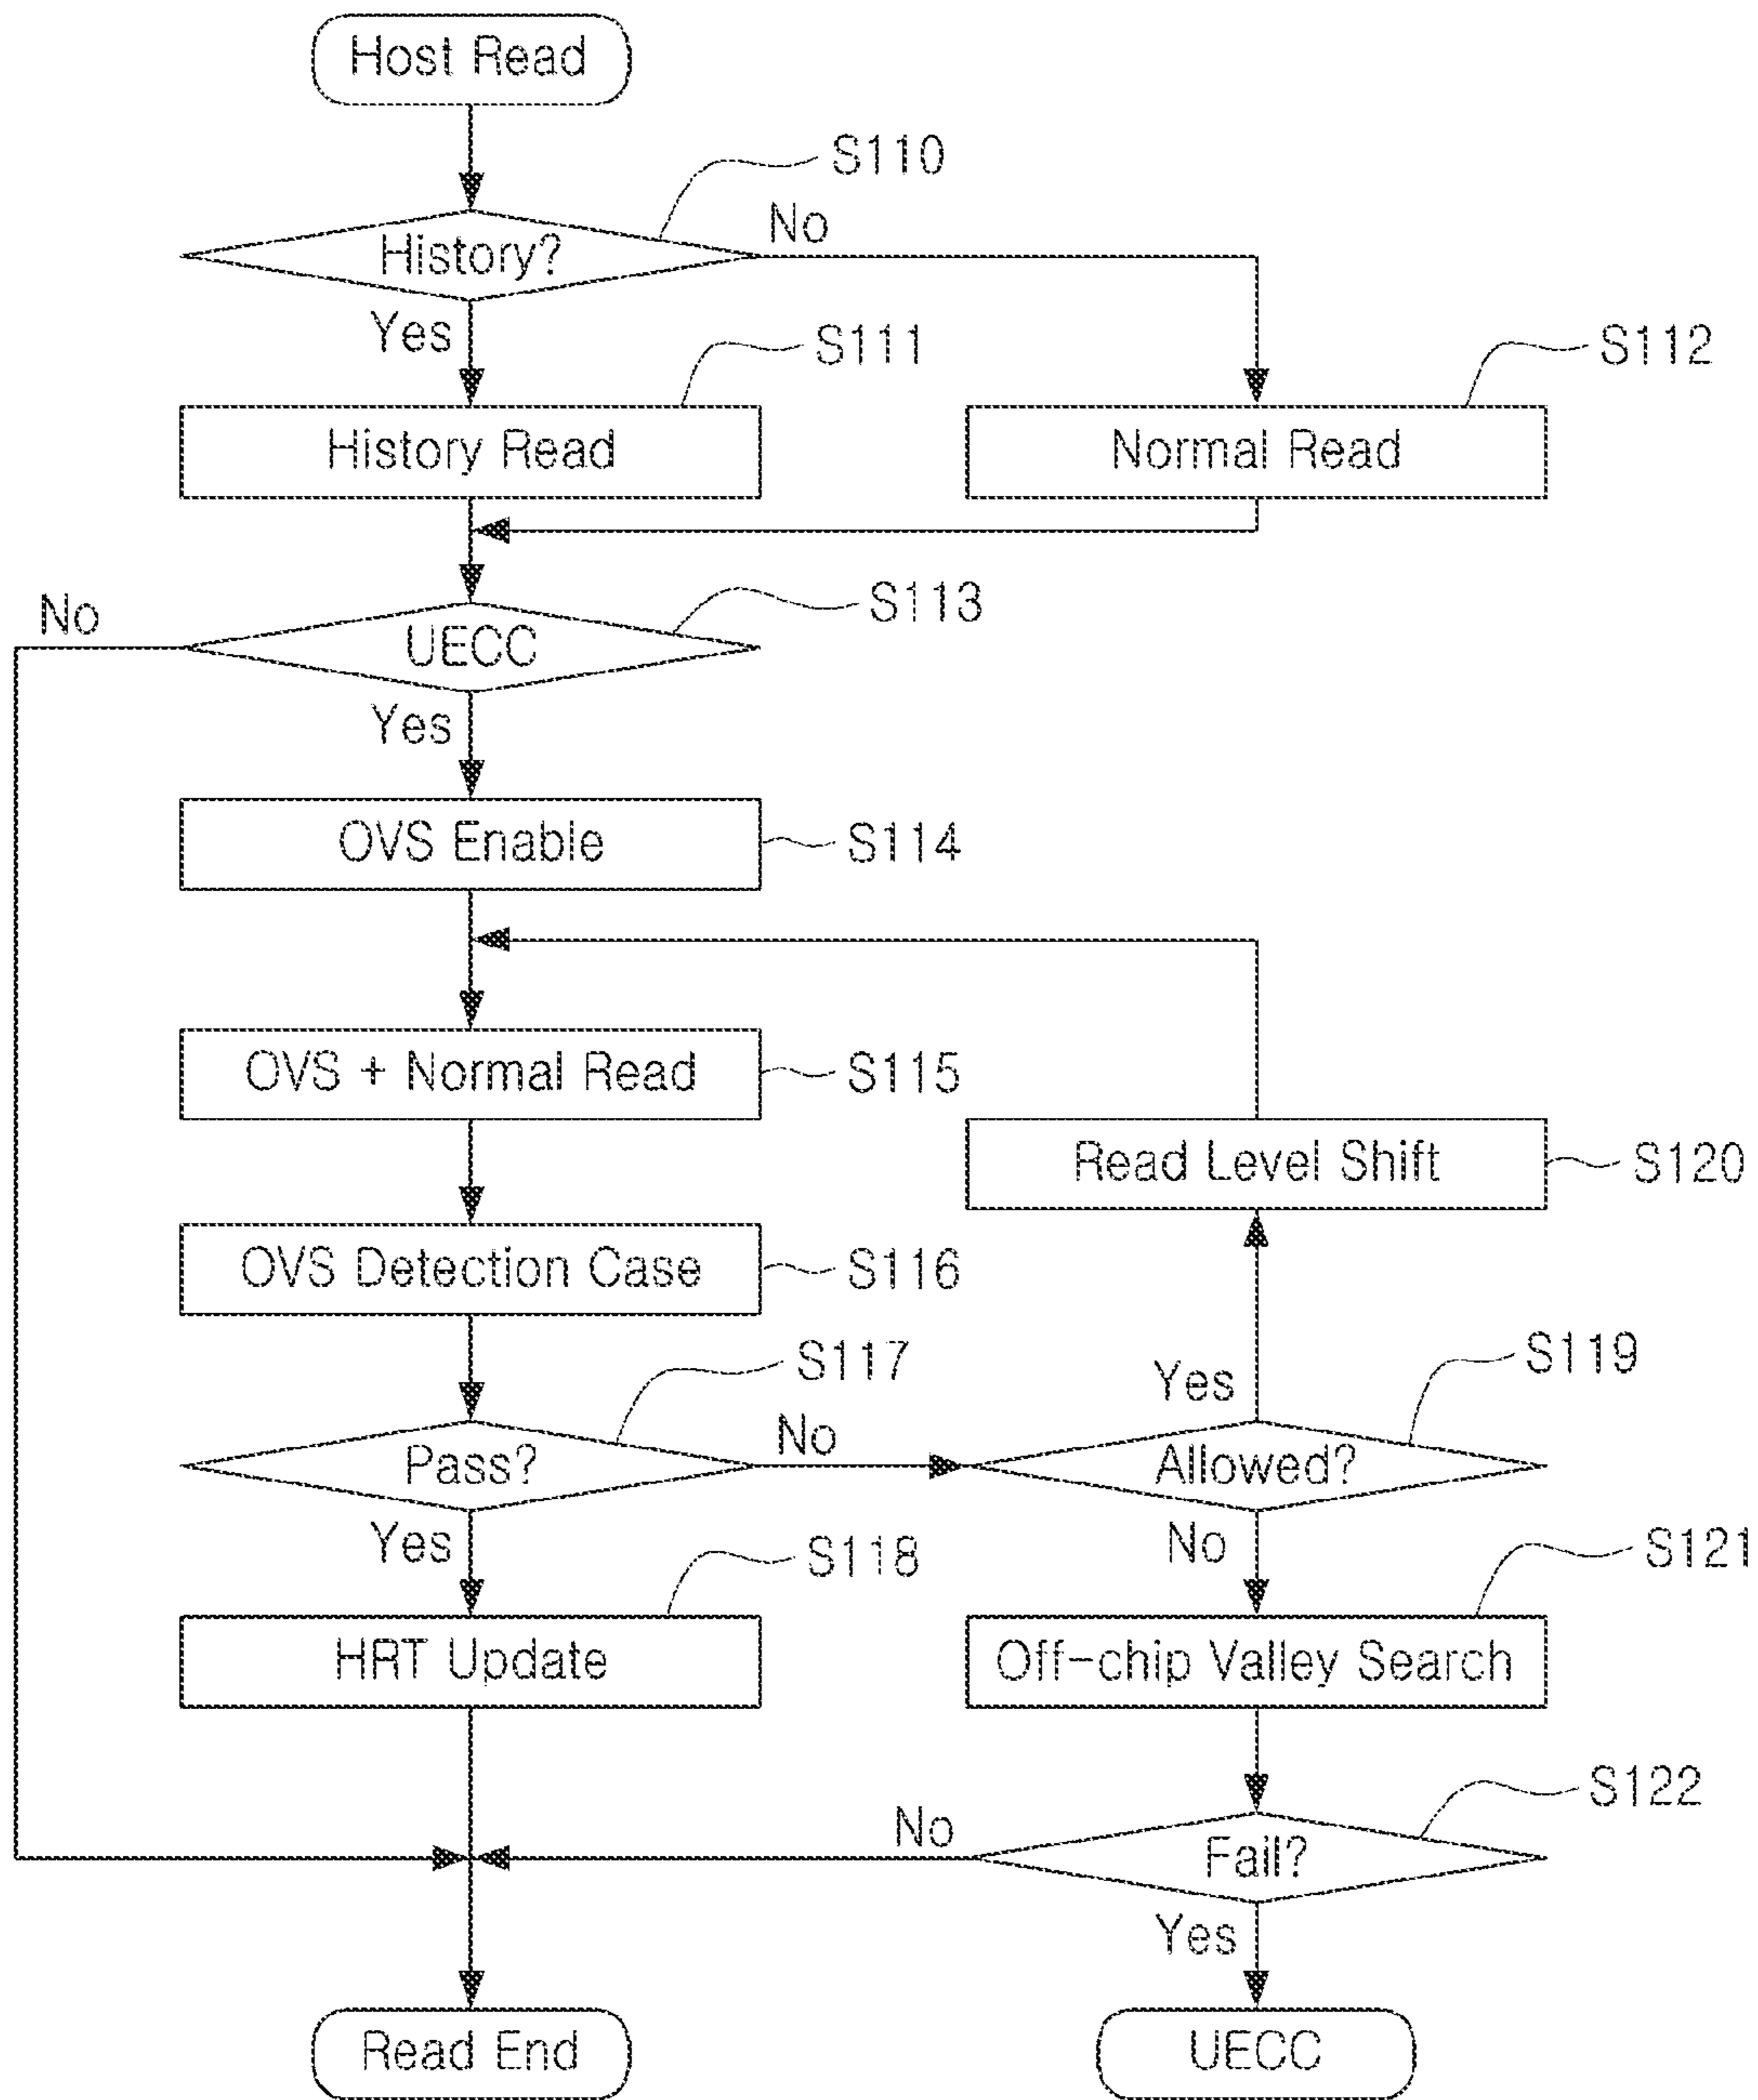 Host Read
S110
History?
No
Yes
S111
S112
History Read
Normal Read
No
S113
UECC
Yes
OVS Enable
S114
OVS + Normal Read
S115
Read Level Shift
S120
OVS Detection Case
S116
S117
S119
Yes
Pass?
No
Allowed?
Yes
No
S118
S121
HRT Update
Off-chip Valley Search
S122
No
Fail?
Yes
Read End
UECC